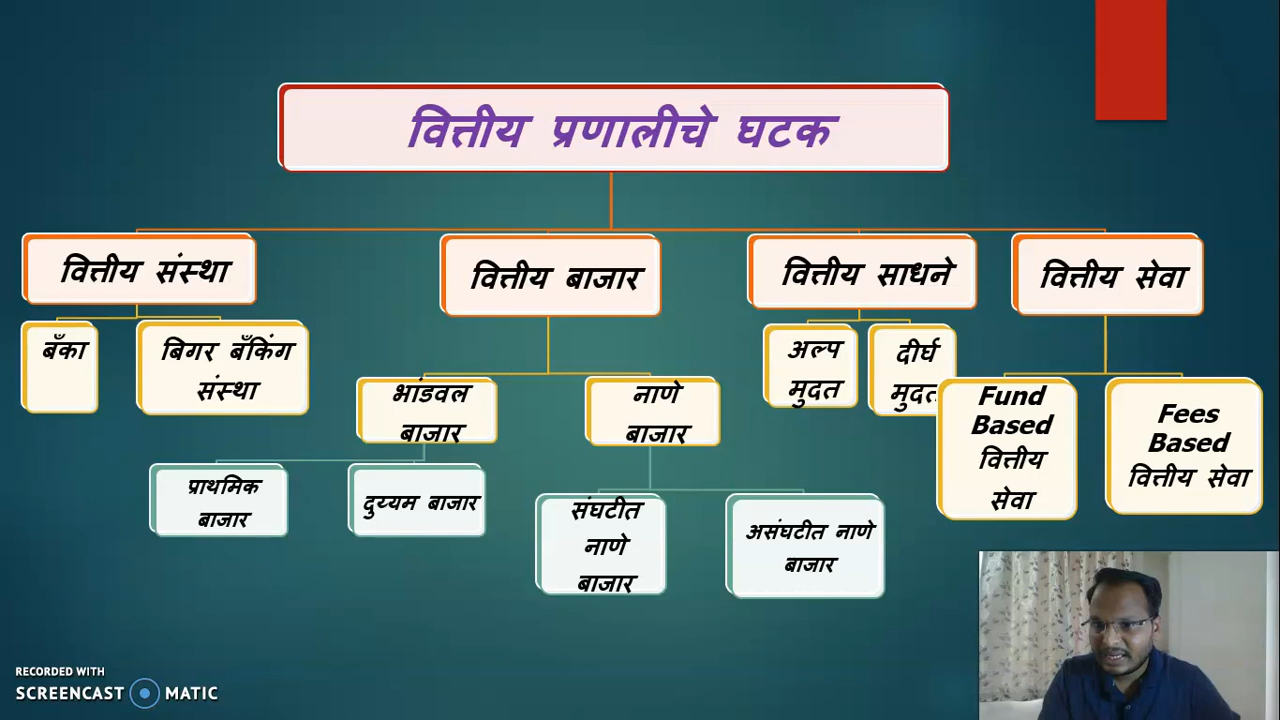 वित्तीय प्रणालीचे घटक
वित्तीय संस्था
वित्तीय बाजार
वित्तीय साधने
वित्तीय सेवा
बँका
बिगर बँकिंग
संस्था
भांडवल
बाजार
नाणे
बाजार
अल्प
मुदत
दीर्घ
मुदत
Fund
Based
वित्तीय
सेवा
Fees
Based
वित्तीय सेवा
प्राथमिक
बाजार
दुय्यम बाजार
संघटीत
नाणे
बाजार
असंघटीत नाणे
बाजार
RECORDED WITH
SCREENCAST MATIC